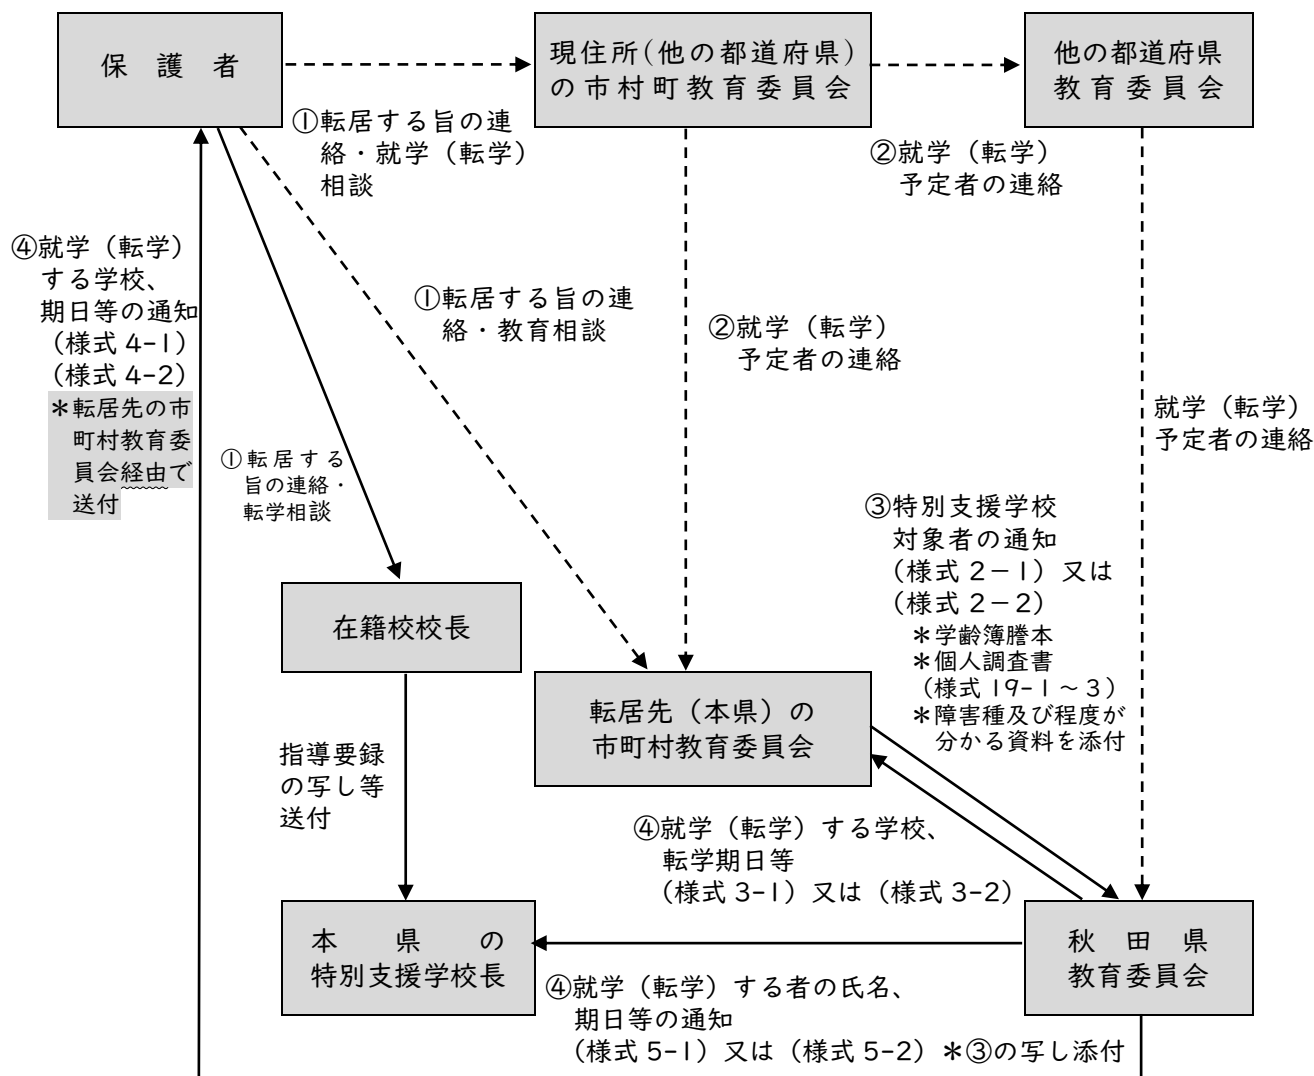 保護者
現住所(他の都道府県)
の市村町教育委員会
他の都道府県
教育委員会
①転居する旨の連
絡・就学（転学）
相談
②就学（転学）
予定者の連絡
④就学（転学）
する学校、
期日等の通知
（様式 4-1）
（様式 4-2）
＊転居先の市
町村教育委
員会経由で
送付
①転居する旨の連
絡・教育相談
②就学（転学）
予定者の連絡
就学（転学）
予定者の連絡
①転居する
旨の連絡・
転学相談
③特別支援学校
対象者の通知
（様式 2－1）又は
（様式 2－2）
＊学齢簿謄本
＊個人調査書
（様式 19-1～3）
＊障害種及び程度が
分かる資料を添付
在籍校校長
転居先（本県）の
市町村教育委員会
指導要録
の写し等
送付
④就学（転学）する学校、
転学期日等
（様式 3-1）又は（様式 3-2）
本県の
特別支援学校長
秋田県
教育委員会
④就学（転学）する者の氏名、
期日等の通知
（様式 5-1）又は（様式 5-2）＊③の写し添付